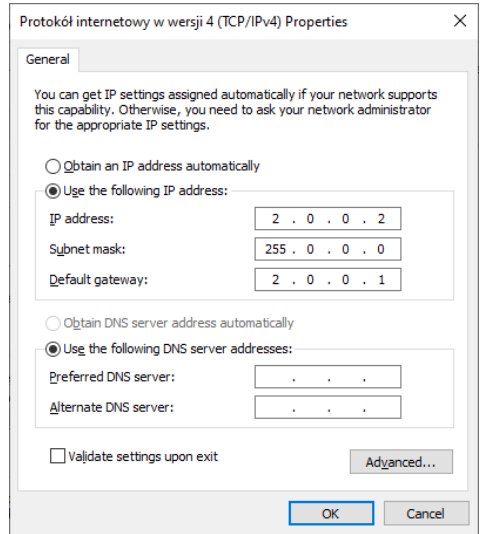 Protokół internetowy w wersji 4 (TCP/IPv4) Properties
General
You can get IP settings assigned automatically if your network supports
this capability. Otherwise, you need to ask your network administrator
for the appropriate IP settings.
Obtain an IP address automatically
Use the following IP address:
IP address: 2 . 0 . 0 . 2
Subnet mask: 255 . 0 . 0 . 0
Default gateway: 2 . 0 . 0 . 1
Obtain DNS server address automatically
Use the following DNS server addresses:
Preferred DNS server: . . .
Alternate DNS server: . . .
Validate settings upon exit
Advanced...
OK Cancel